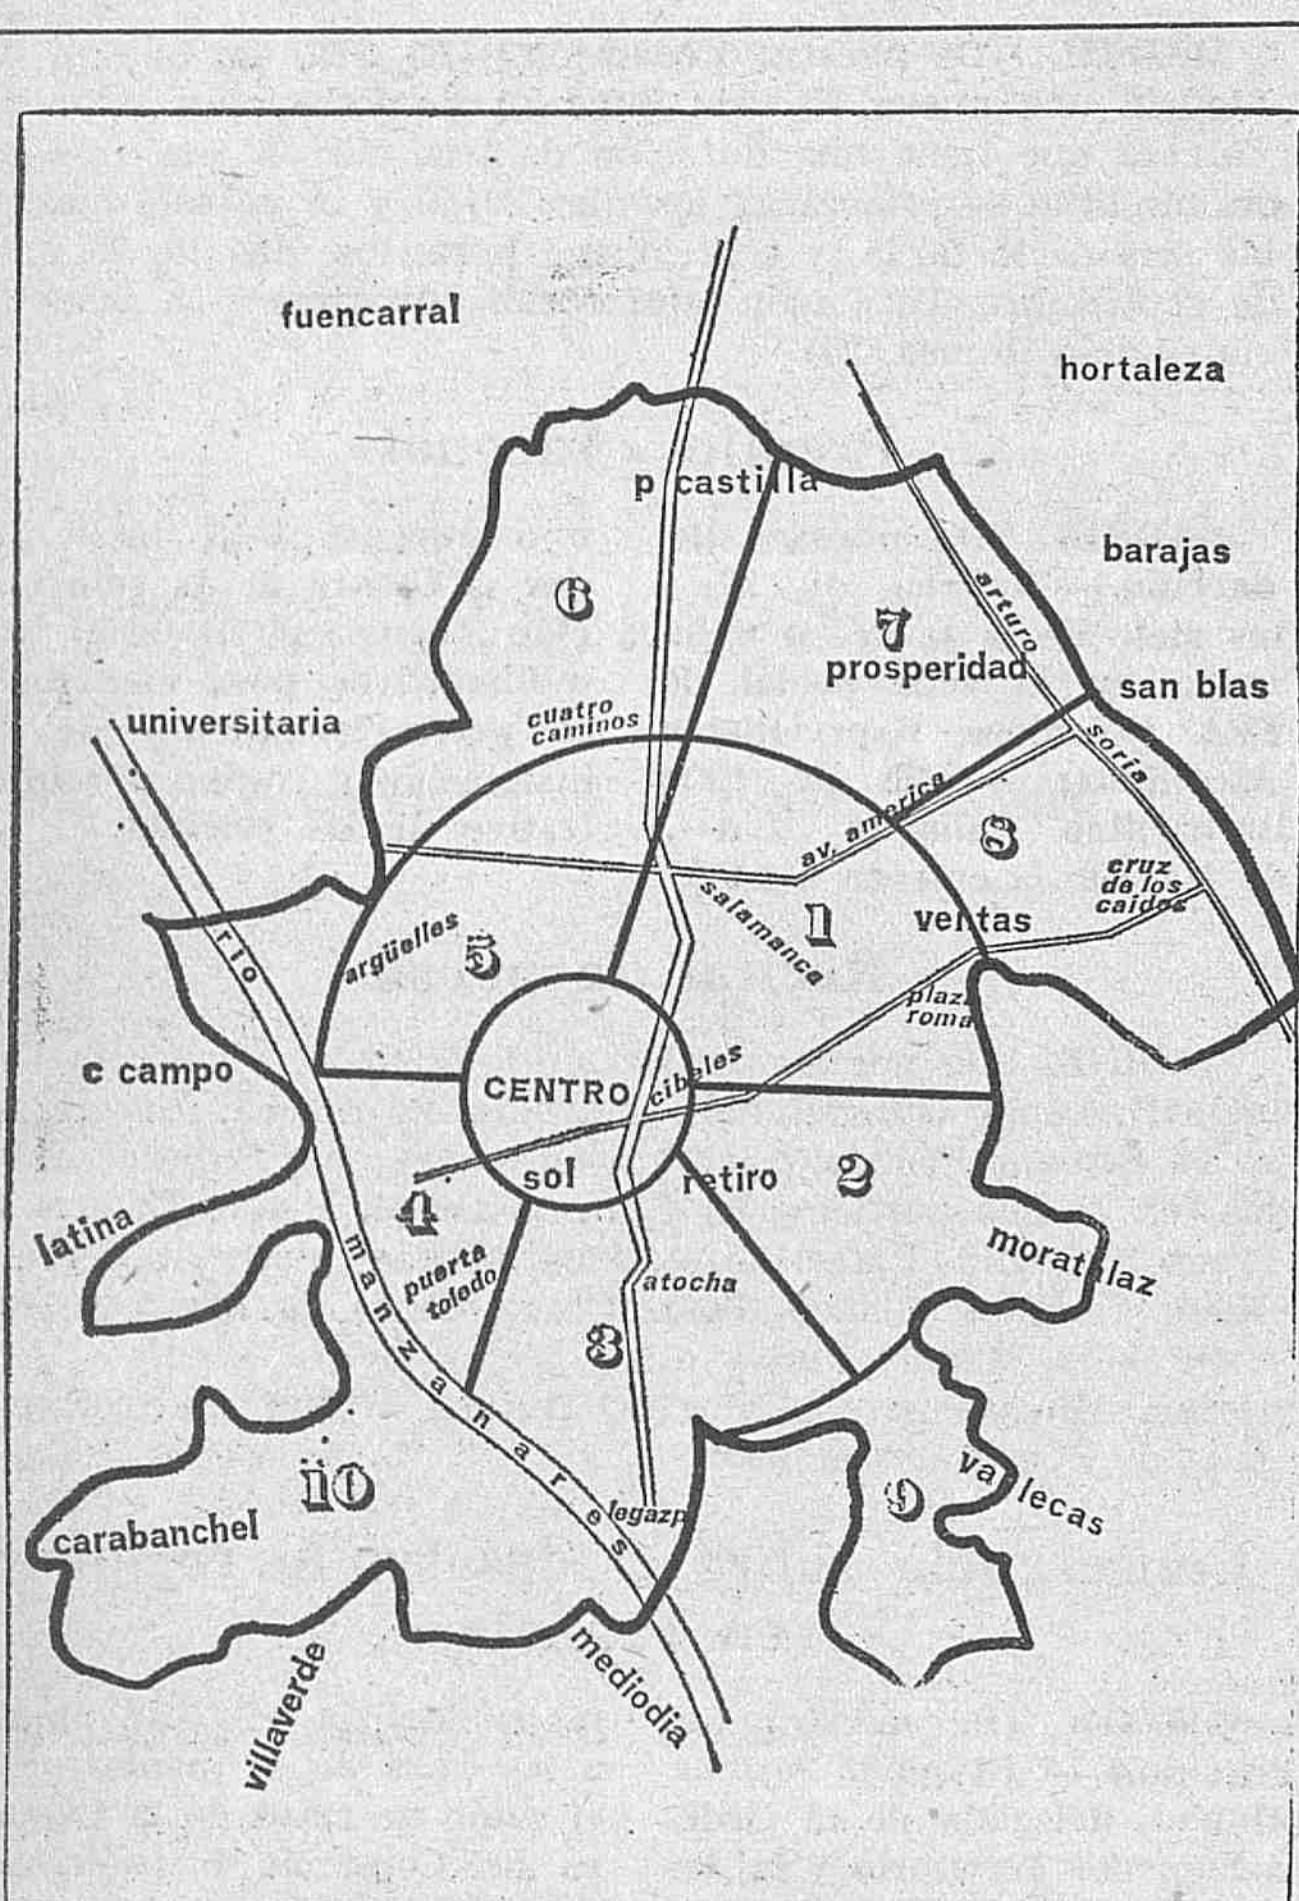 fuencarral
hortaleza
p castilla
barajas
6
arturo
7
prosperidad
san blas
cuatro
caminos
universitaria
soria
av. america
8
cruz
de los
caidos
salamanca
1
ventas
argüelles
5
rio
plaza
roma
c campo
CENTRO
cibeles
sol
retiro
2
4
latina
manzanares
puerta
toledo
atocha
moratalaz
3
10
9
vallecas
carabanchel
legazp
villaverde
mediodia